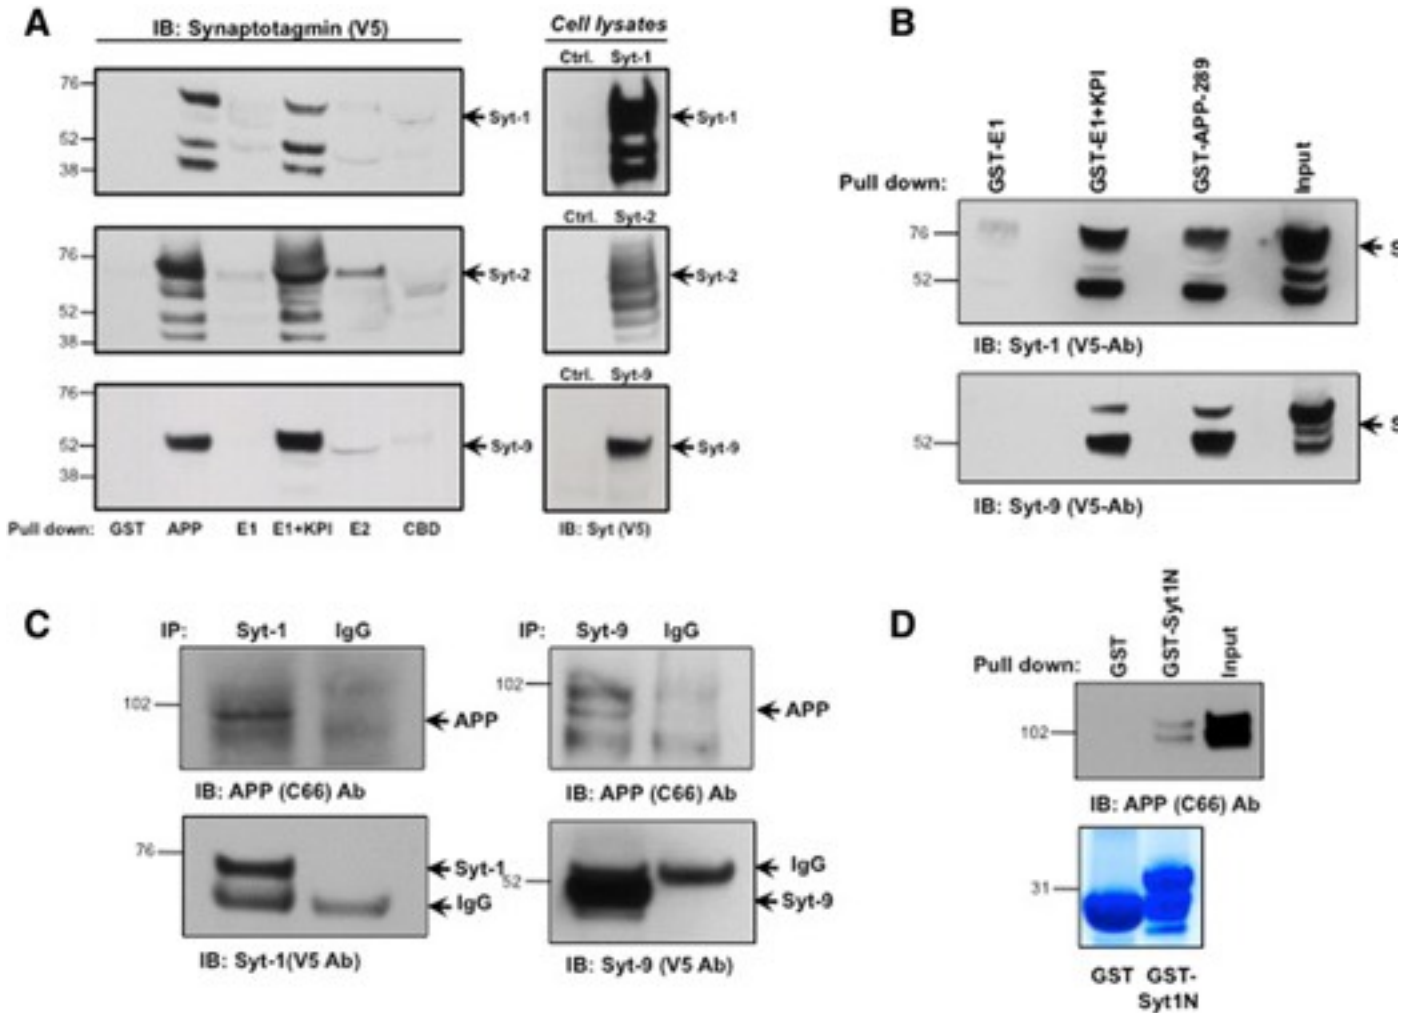 A
IB: Synaptotagmin (V5)
Cell lysates
Ctrl. Syt-1
76
52
38
Syt-1
Syt-1
Ctrl. Syt-2
76
52
38
Syt-2
Syt-2
Ctrl. Syt-9
76
52
38
Syt-9
Syt-9
Pull down: GST APP E1 E1+KPI E2 CBD
IB: Syt (V5)
B
Pull down: GST-E1 GST-E1+KPI GST-APP-289 Input
76
52
S
IB: Syt-1 (V5-Ab)
52
S
IB: Syt-9 (V5-Ab)
C
IP: Syt-1 IgG
102
APP
IB: APP (C66) Ab
76
Syt-1
IgG
IB: Syt-1(V5 Ab)
IP: Syt-9 IgG
102
APP
IB: APP (C66) Ab
52
IgG
Syt-9
IB: Syt-9 (V5 Ab)
D
Pull down: GST GST-Syt1N Input
102
IB: APP (C66) Ab
31
GST GST-
Syt1N